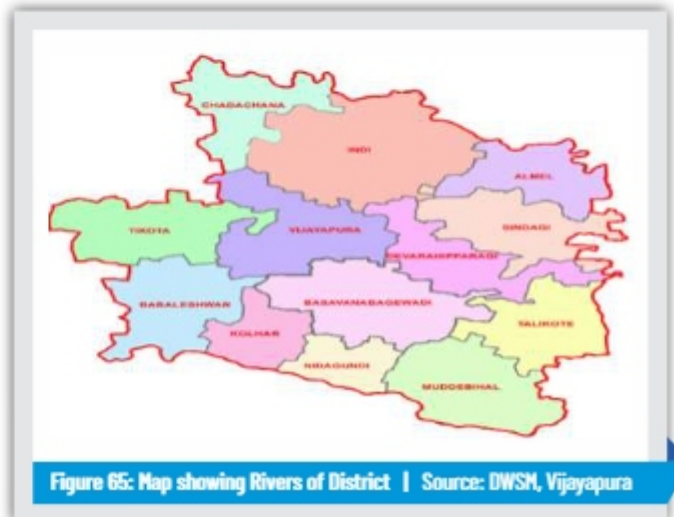 CHADACHANA
INDI
ALMEL
SINDAGI
TIKOTA
VIJAYAPURA
DEVARAHIPPARAGI
BABALESHWAR
BASAVANABAGEWADI
KOLHAR
TALIKOTE
NIDAGUNDI
MUDDEBIHAL
Figure 65: Map showing Rivers of District | Source: DWSM, Vijayapura